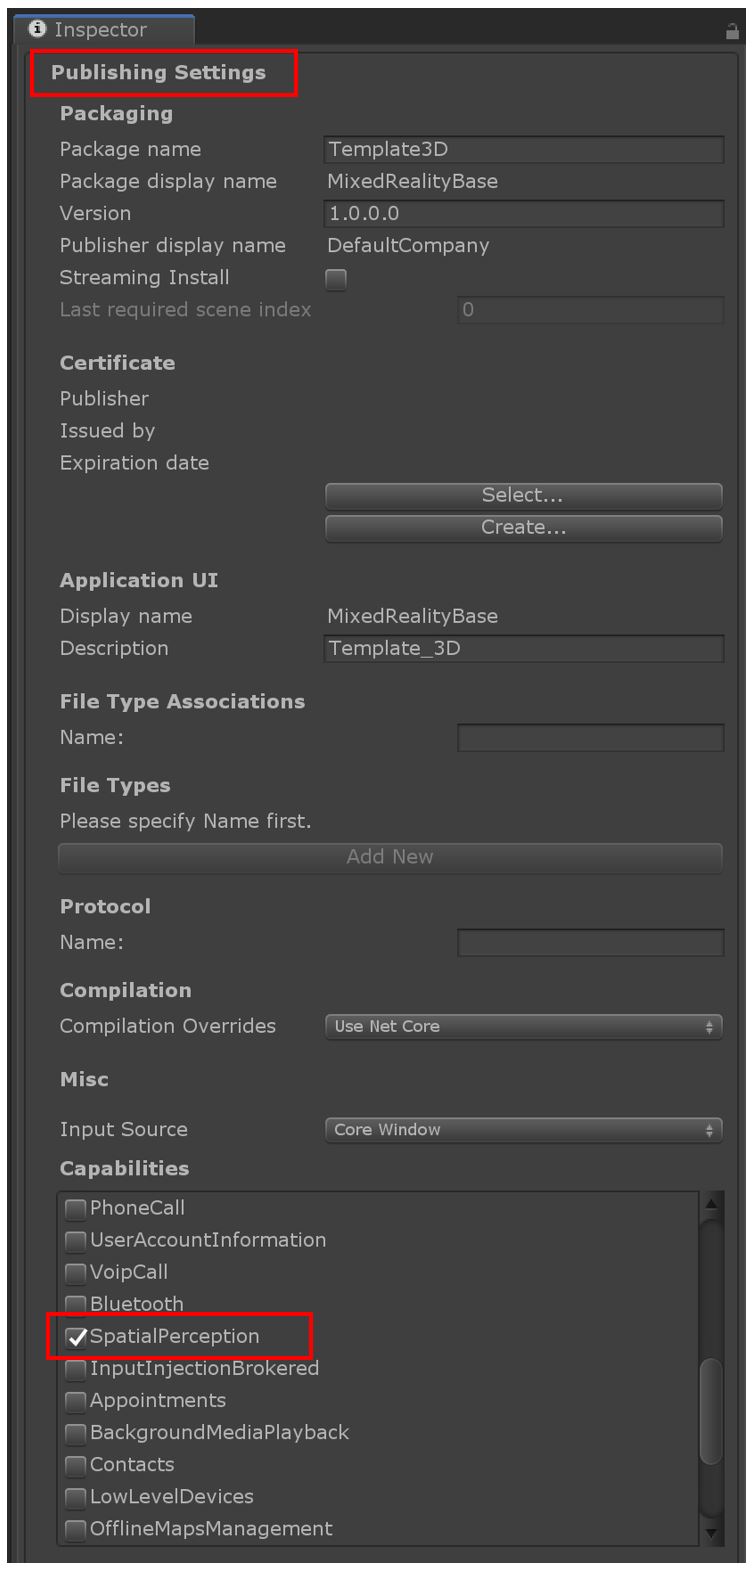 Inspector
Publishing Settings
Packaging
Package name Template3D
Package display name MixedRealityBase
Version 1.0.0.0
Publisher display name DefaultCompany
Streaming Install
Last required scene index 0
Certificate
Publisher
Issued by
Expiration date
Select...
Create...
Application UI
Display name MixedRealityBase
Description Template_3D
File Type Associations
Name:
File Types
Please specify Name first.
Add New
Protocol
Name:
Compilation
Compilation Overrides Use Net Core
Misc
Input Source Core Window
Capabilities
PhoneCall
UserAccountInformation
VoipCall
Bluetooth
SpatialPerception
InputInjectionBrokered
Appointments
BackgroundMediaPlayback
Contacts
LowLevelDevices
OfflineMapsManagement